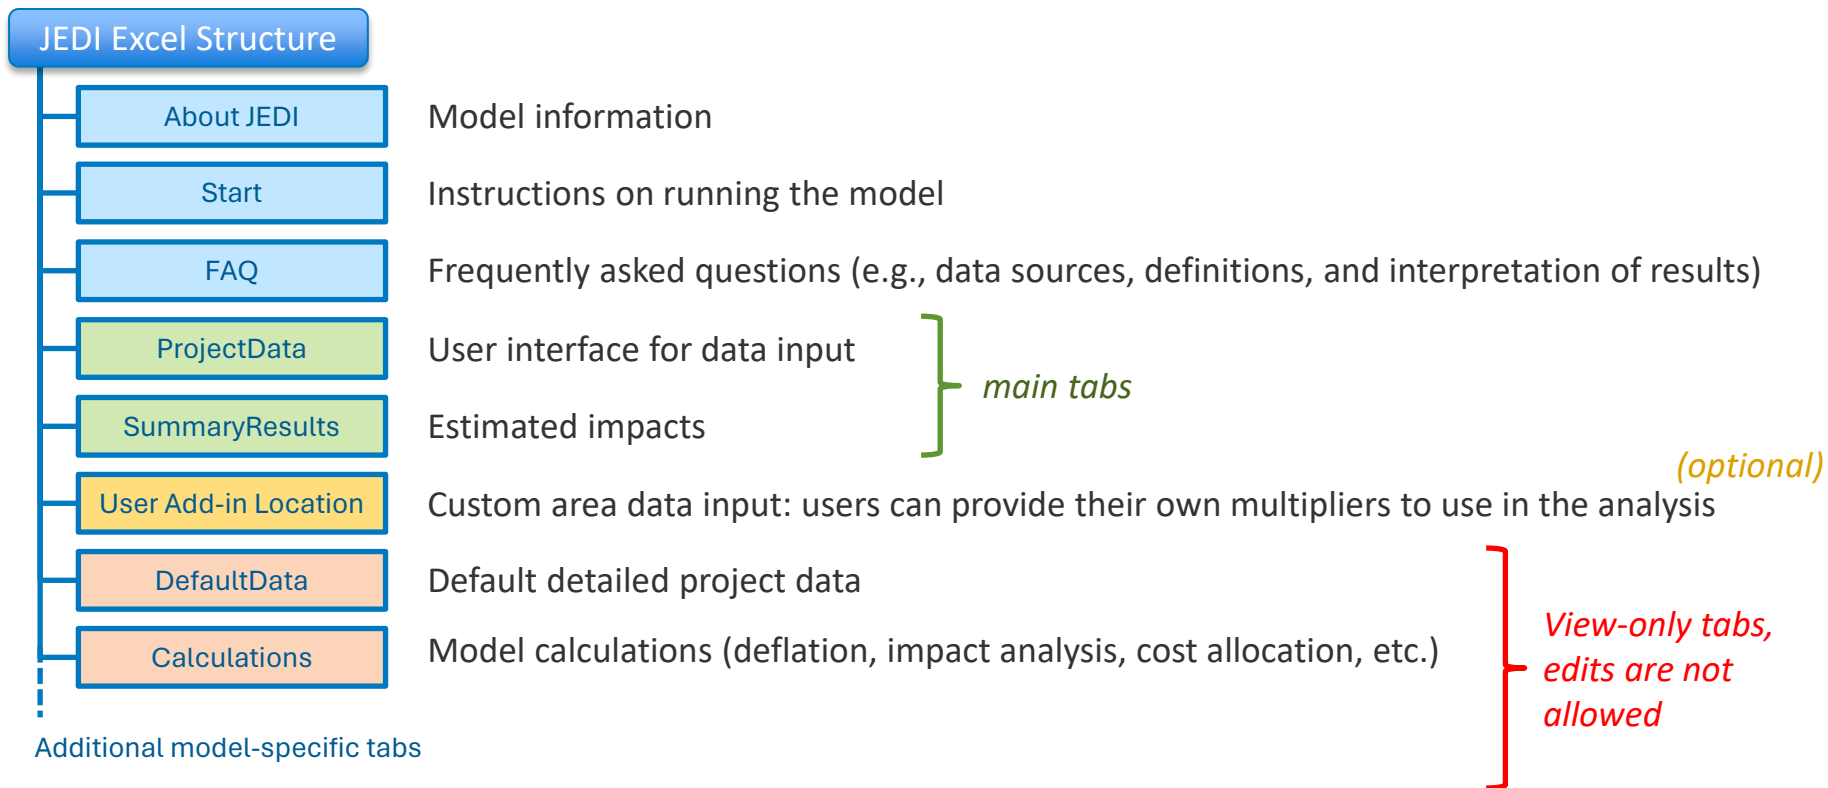 JEDI Excel Structure
About JEDI
Model information
Start
Instructions on running the model
FAQ
Frequently asked questions (e.g., data sources, definitions, and interpretation of results)
ProjectData
User interface for data input
main tabs
SummaryResults
Estimated impacts
(optional)
User Add-in Location
Custom area data input: users can provide their own multipliers to use in the analysis
DefaultData
Default detailed project data
Calculations
Model calculations (deflation, impact analysis, cost allocation, etc.)
View-only tabs,
edits are not
allowed
Additional model-specific tabs